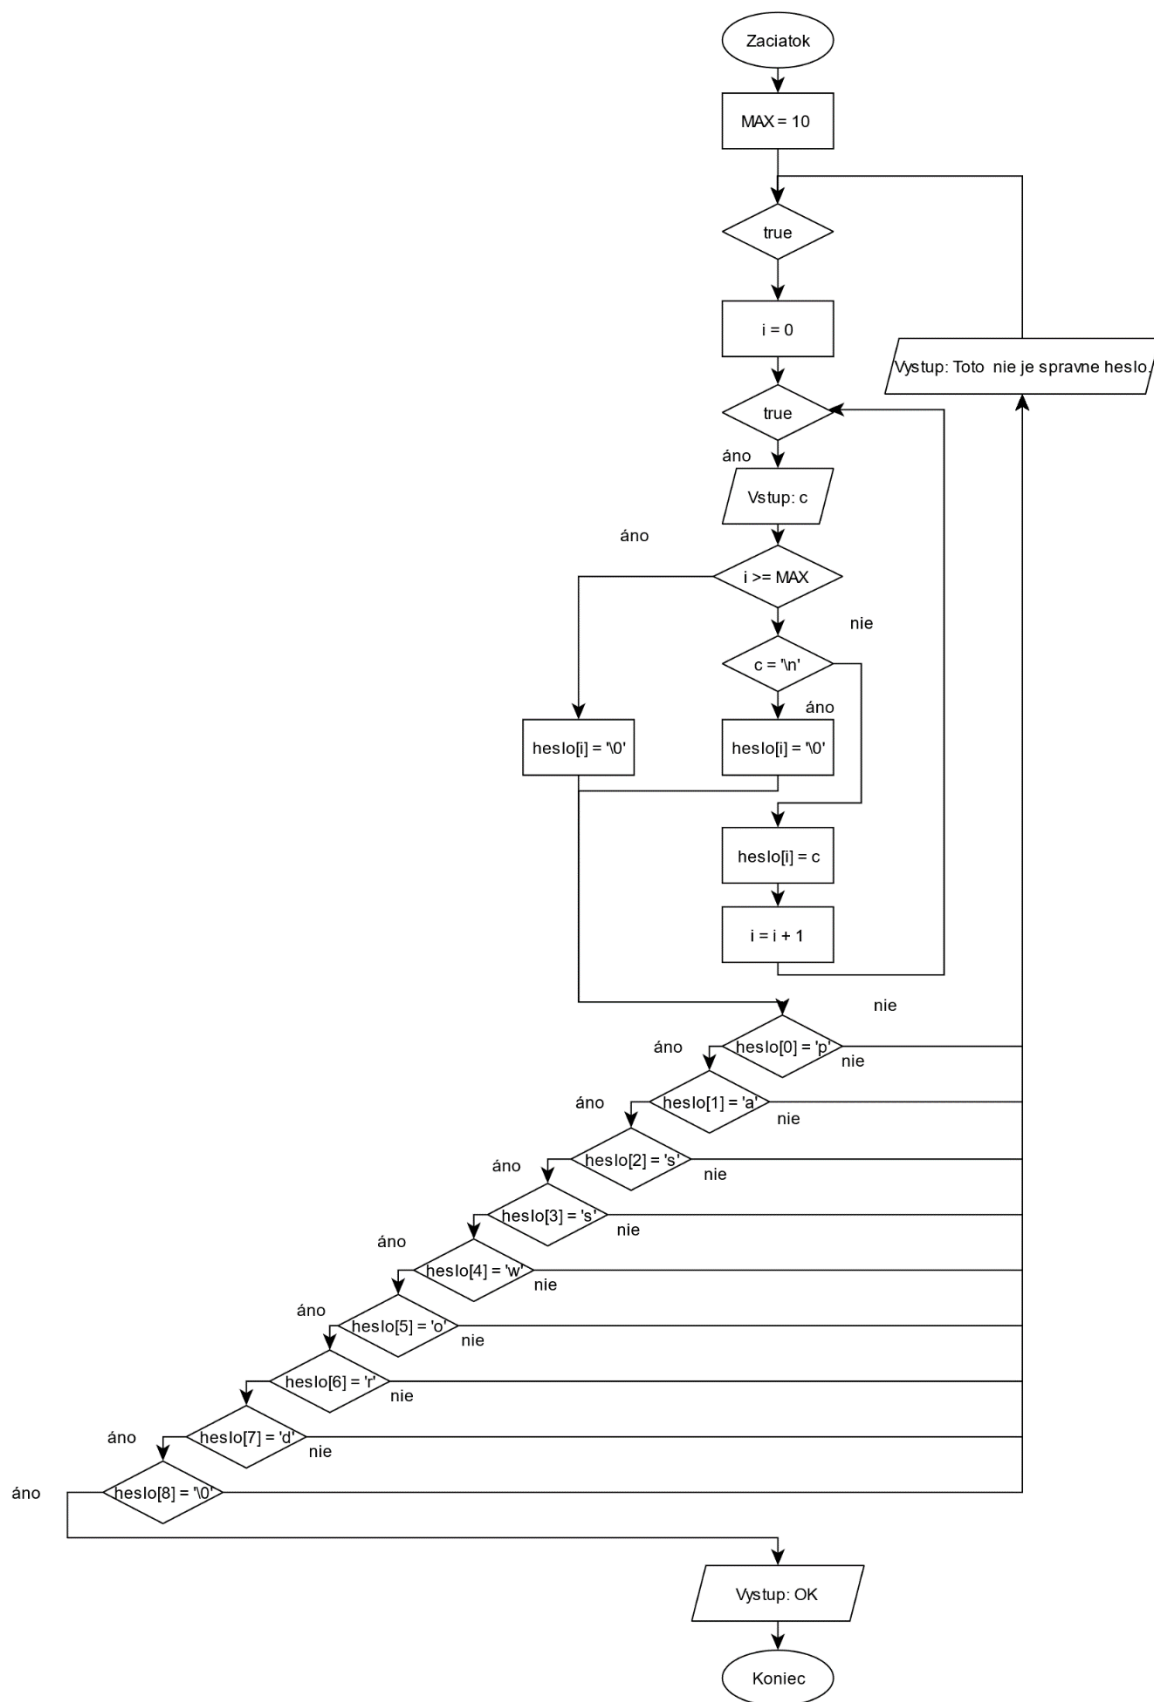 Zaciatok
MAX = 10
true
i = 0
Vystup: Toto  nie je spravne heslo.
true
áno
Vstup: c
áno
i >= MAX
nie
c = '\n'
áno
heslo[i] = '\0'
heslo[i] = '\0'
heslo[i] = c
i = i + 1
nie
heslo[0] = 'p'
áno
nie
heslo[1] = 'a'
áno
nie
heslo[2] = 's'
áno
nie
heslo[3] = 's'
áno
nie
heslo[4] = 'w'
áno
nie
heslo[5] = 'o'
áno
nie
heslo[6] = 'r'
nie
heslo[7] = 'd'
áno
nie
heslo[8] = '\0'
áno
Vystup: OK
Koniec